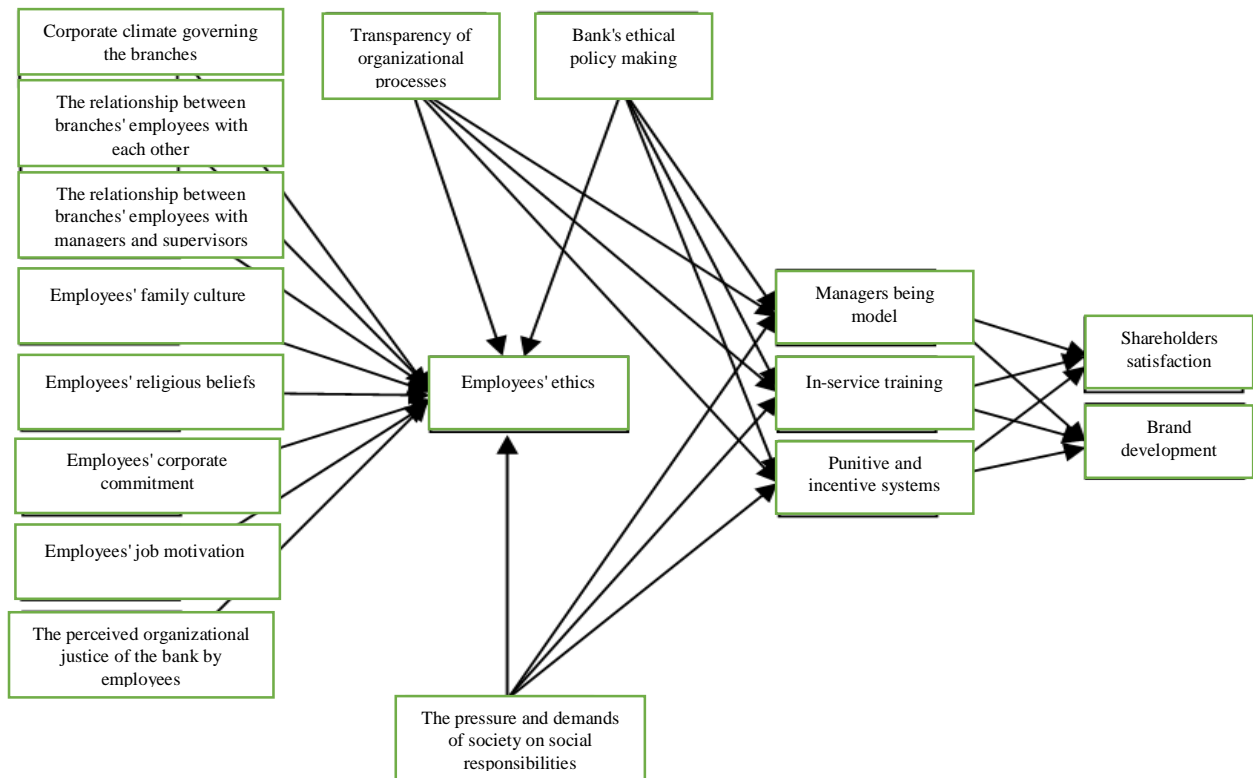 Corporate climate governing
the branches
The relationship between
branches' employees with
each other
The relationship between
branches' employees with
managers and supervisors
Employees' family culture
Employees' religious beliefs
Employees' corporate
commitment
Employees' job motivation
The perceived organizational
justice of the bank by
employees
Transparency of
organizational
processes
Bank's ethical
policy making
Employees' ethics
The pressure and demands
of society on social
responsibilities
Managers being
model
In-service training
Punitive and
incentive systems
Shareholders
satisfaction
Brand
development